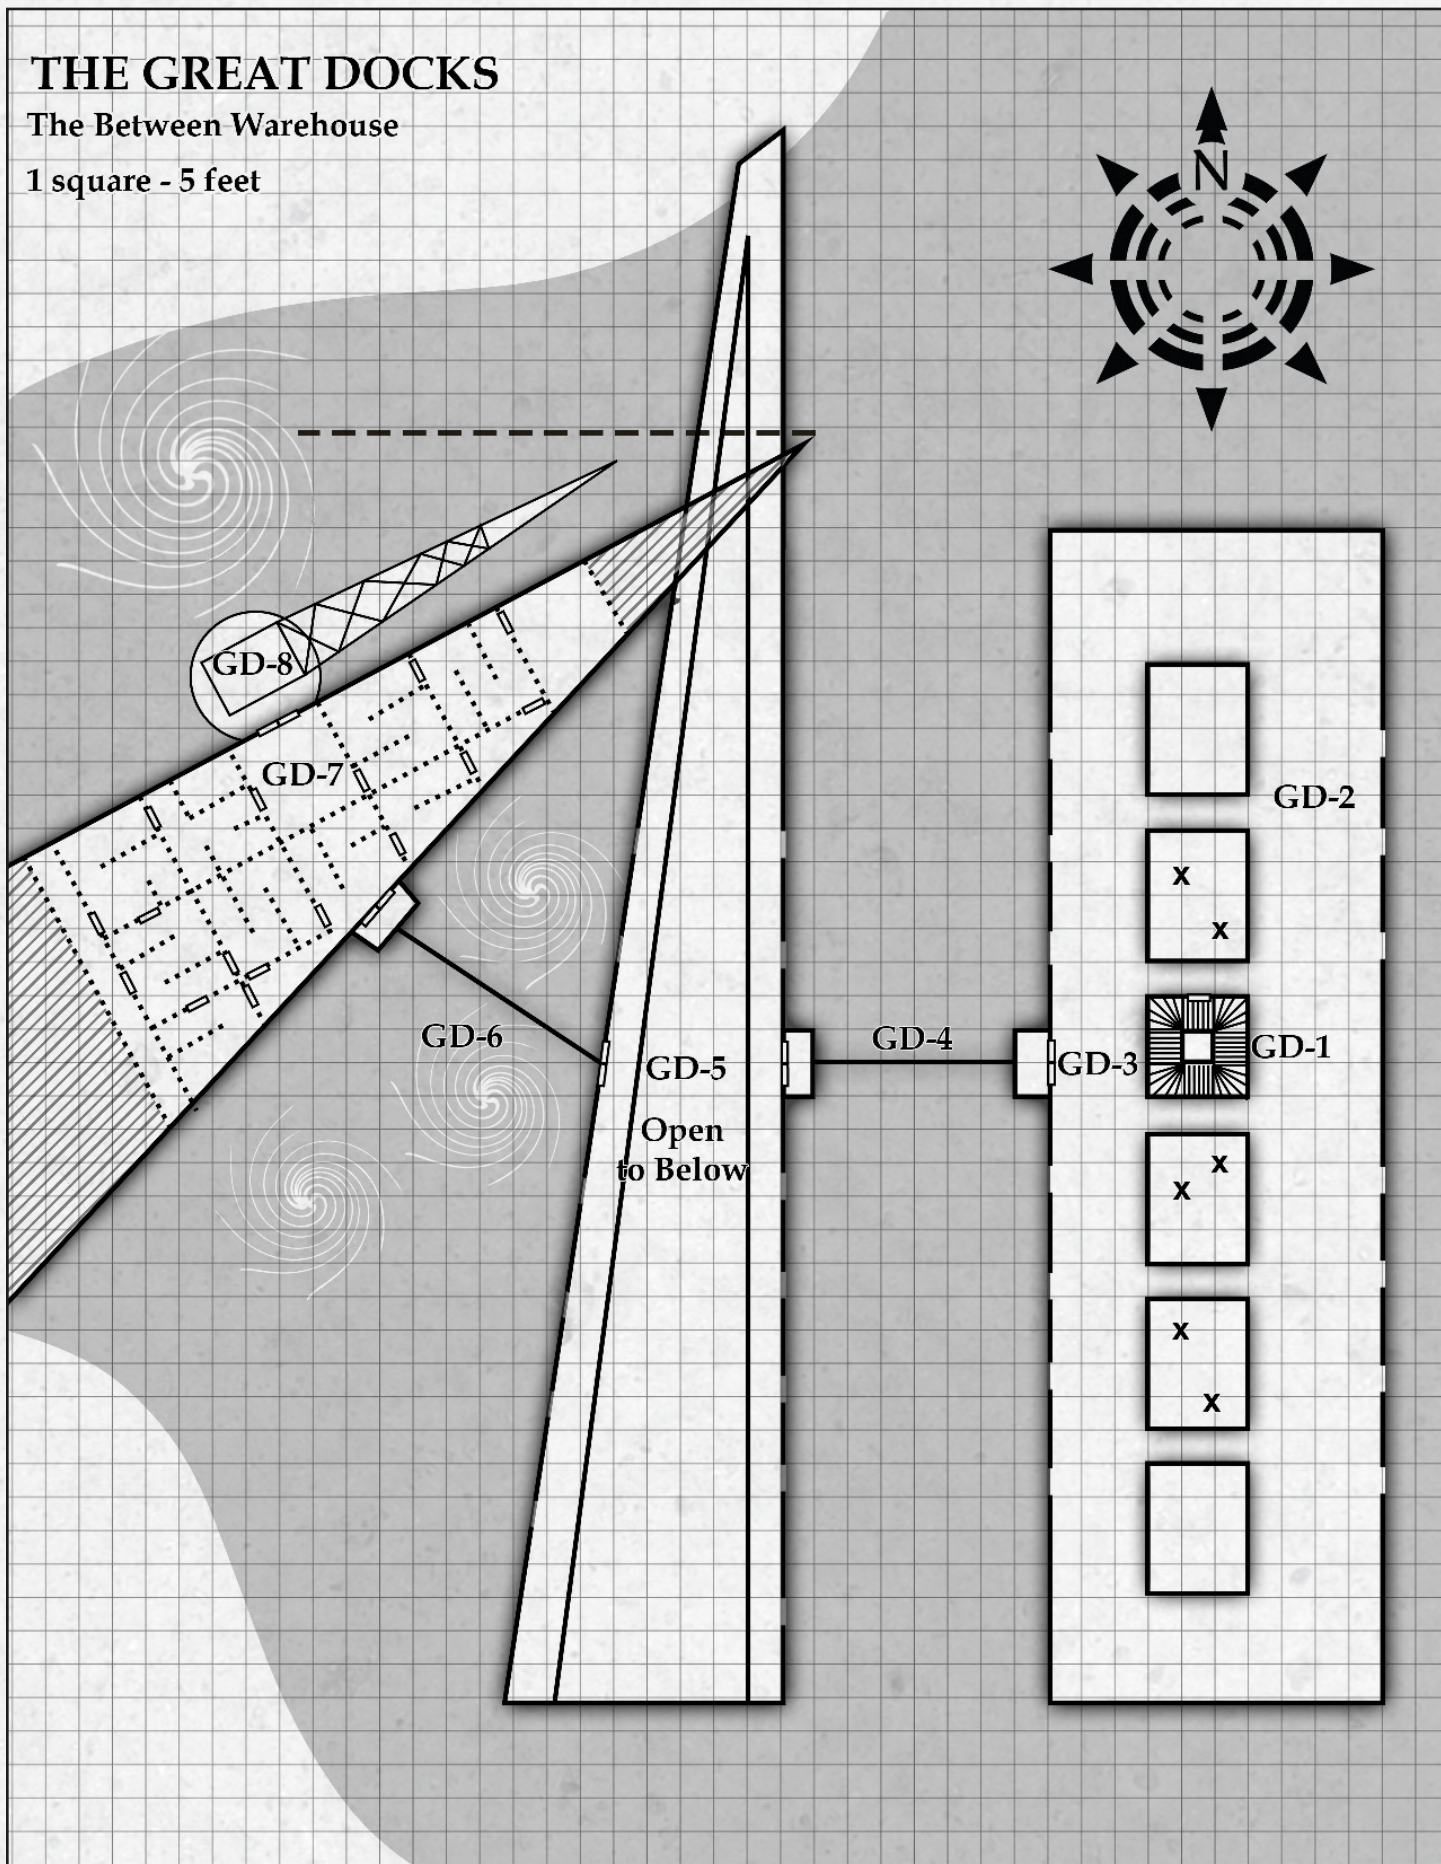 THE GREAT DOCKS
The Between Warehouse
1 square - 5 feet
N
GD-8
GD-7
GD-2
x
x
GD-6
GD-5
GD-4
GD-3
GD-1
Open
to Below
x
x
x
x